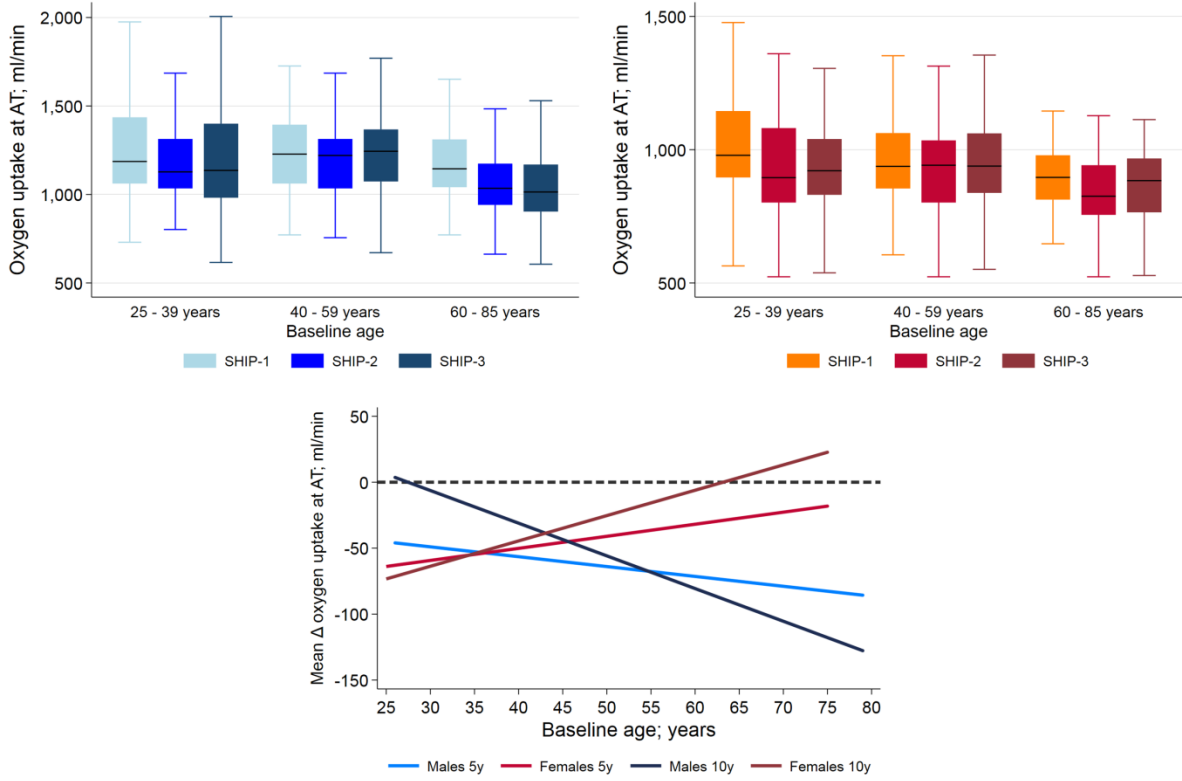 Oxygen uptake at AT; ml/min
2,000
1,500
1,000
500
25 - 39 years 40 - 59 years 60 - 85 years
Baseline age
SHIP-1 SHIP-2 SHIP-3
Oxygen uptake at AT; ml/min
1,500
1,000
500
25 - 39 years 40 - 59 years 60 - 85 years
Baseline age
SHIP-1 SHIP-2 SHIP-3
Mean Δ oxygen uptake at AT; ml/min
50
0
-50
-100
-150
25 30 35 40 45 50 55 60 65 70 75 80
Baseline age; years
Males 5y Females 5y Males 10y Females 10y